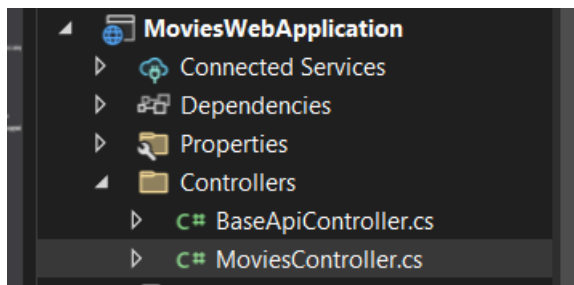 MoviesWebApplication
Connected Services
Dependencies
Properties
Controllers
C# BaseApiController.cs
C# MoviesController.cs